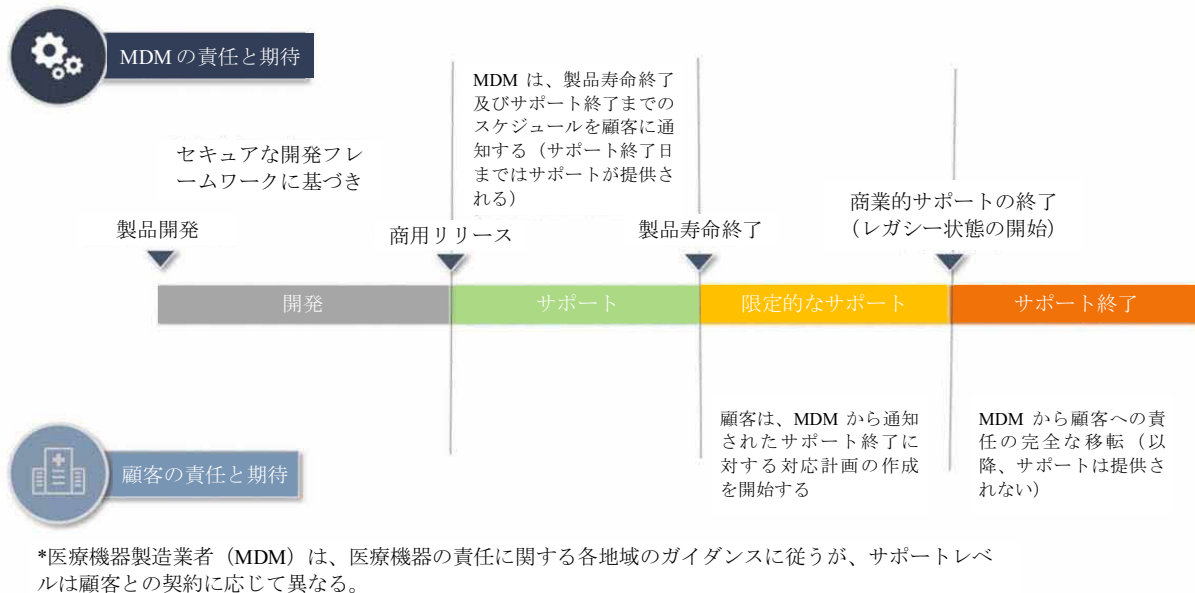 MDM の責任と期待
MDM は、製品寿命終了
及びサポート終了までの
スケジュールを顧客に通
知する（サポート終了日
まではサポートが提供さ
れる）
セキュアな開発フレ
ームワークに基づき
製品開発
商用リリース
製品寿命終了
商業的サポートの終了
（レガシー状態の開始）
開発
サポート
限定的なサポート
サポート終了
顧客の責任と期待
顧客は、MDM から通知
されたサポート終了に
対する対応計画の作成
を開始する
MDM から顧客への責
任の完全な移転（以
降、サポートは提供さ
れない）
*医療機器製造業者（MDM）は、医療機器の責任に関する各地域のガイダンスに従うが、サポートレベ
ルは顧客との契約に応じて異なる。